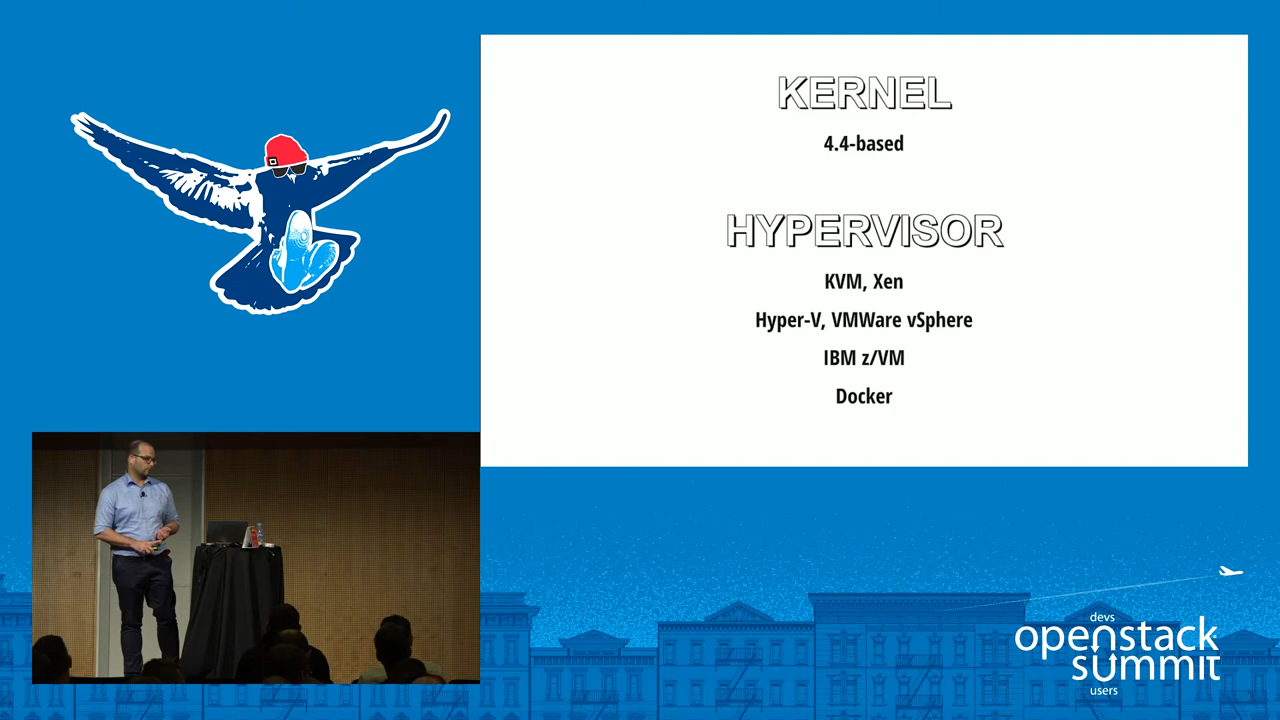 KERNEL
4.4-based
HYPERVISOR
KVM, Xen
Hyper-V, VMWare vSphere
IBM z/VM
Docker
devs
openstack
summit
users